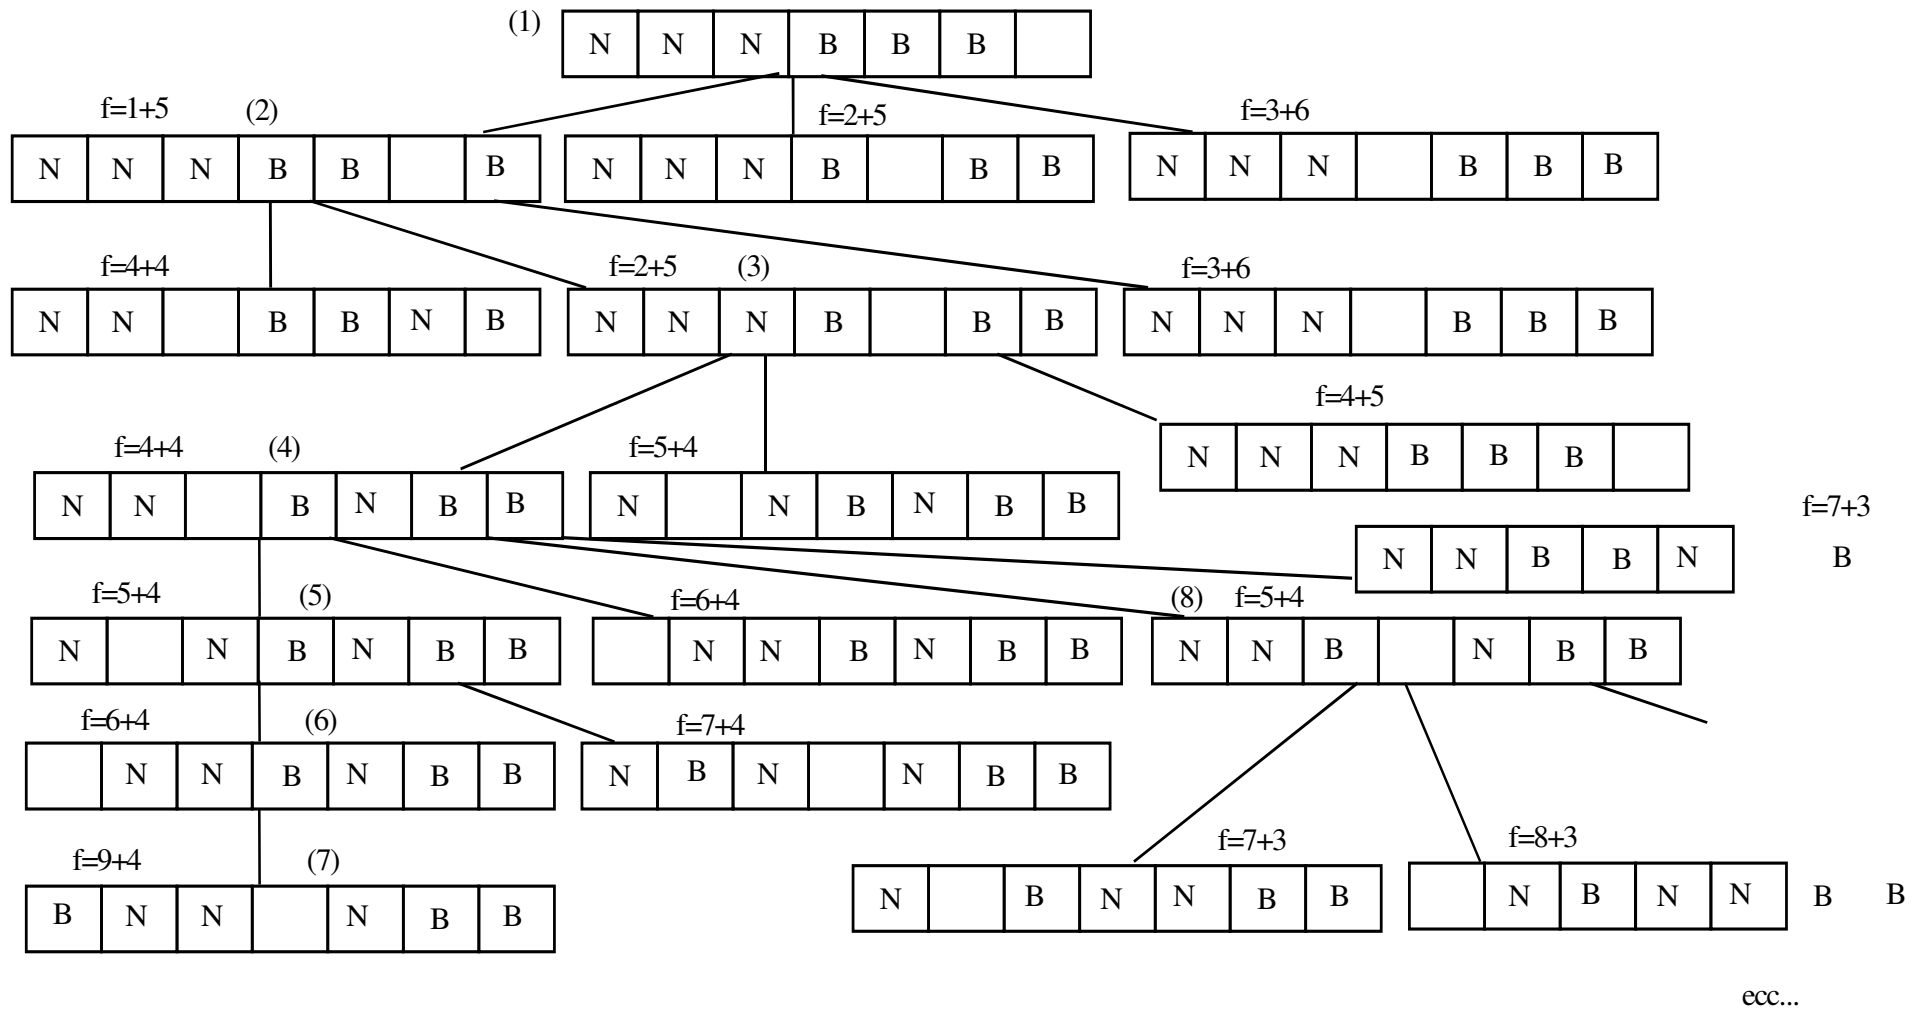 (1) N N N B B B
f=1+5 (2) f=2+5 f=3+6
N N N B B B N N N B B B N N N B B B
f=4+4 f=2+5 (3) f=3+6
N N B B N B N N N B B B N N N B B B
f=4+5
N N N B B B
f=4+4 (4) f=5+4
N N B N B B N N B N B B
f=7+3
N N B B N B
f=5+4 (5) f=6+4 (8) f=5+4
N N B N B B N N B N B B N N B N B B
f=6+4 (6) f=7+4
N N B N B B N B N N B B
f=9+4 (7) f=7+3 f=8+3
B N N N B B N B N N B B N B N N B B
ecc...